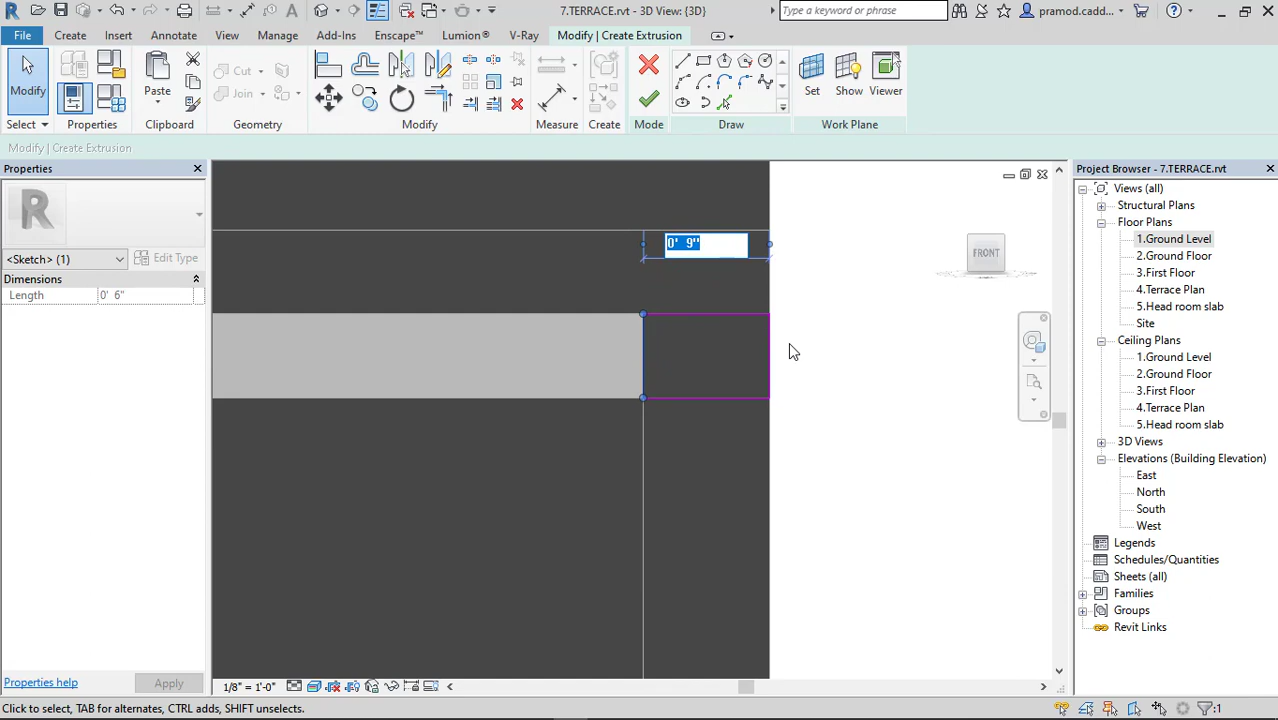 7.TERRACE.rvt - 3D View: {3D}
Type a keyword or phrase
pramod.cadd...
File
Create
Insert
Annotate
View
Manage
Add-Ins
Enscape™
Lumion®
V-Ray
Modify | Create Extrusion
Modify
Paste
Cut
Join
Set
Show
Viewer
Select
Properties
Clipboard
Geometry
Modify
Measure
Create
Mode
Draw
Work Plane
Modify | Create Extrusion
Properties
R
<Sketch> (1)
Edit Type
Dimensions
Length
0' 6"
Properties help
Apply
0' 9"
FRONT
1/8" = 1'-0"
Project Browser - 7.TERRACE.rvt
Views (all)
Structural Plans
Floor Plans
1.Ground Level
2.Ground Floor
3.First Floor
4.Terrace Plan
5.Head room slab
Site
Ceiling Plans
1.Ground Level
2.Ground Floor
3.First Floor
4.Terrace Plan
5.Head room slab
3D Views
Elevations (Building Elevation)
East
North
South
West
Legends
Schedules/Quantities
Sheets (all)
Families
Groups
Revit Links
Click to select, TAB for alternates, CTRL adds, SHIFT unselects.
:1